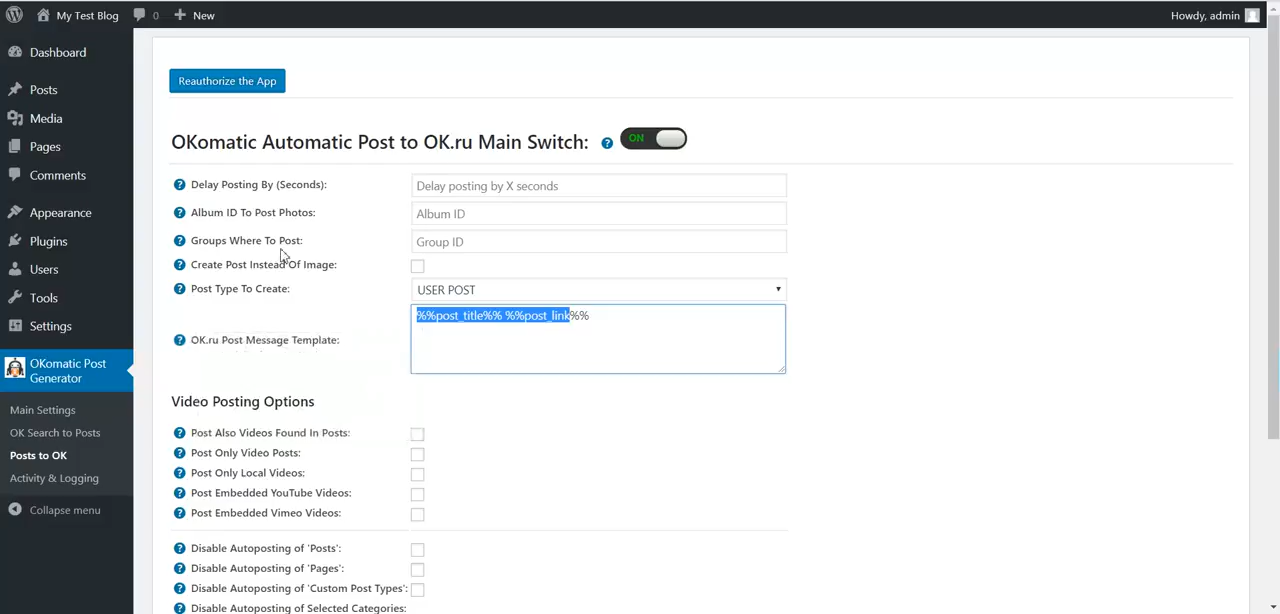 My Test Blog 0 New Howdy, admin
Dashboard
Posts
Media
Pages
Comments
Appearance
Plugins
Users
Tools
Settings
OKomatic Post
Generator
Main Settings
OK Search to Posts
Posts to OK
Activity & Logging
Collapse menu
Reauthorize the App
OKomatic Automatic Post to OK.ru Main Switch: ? ON
? Delay Posting By (Seconds): Delay posting by X seconds
? Album ID To Post Photos: Album ID
? Groups Where To Post: Group ID
? Create Post Instead Of Image:
? Post Type To Create: USER POST
%%post_title%% %%post_link%%
? OK.ru Post Message Template:
Video Posting Options
? Post Also Videos Found In Posts:
? Post Only Video Posts:
? Post Only Local Videos:
? Post Embedded YouTube Videos:
? Post Embedded Vimeo Videos:
? Disable Autoposting of 'Posts':
? Disable Autoposting of 'Pages':
? Disable Autoposting of 'Custom Post Types':
? Disable Autoposting of Selected Categories: